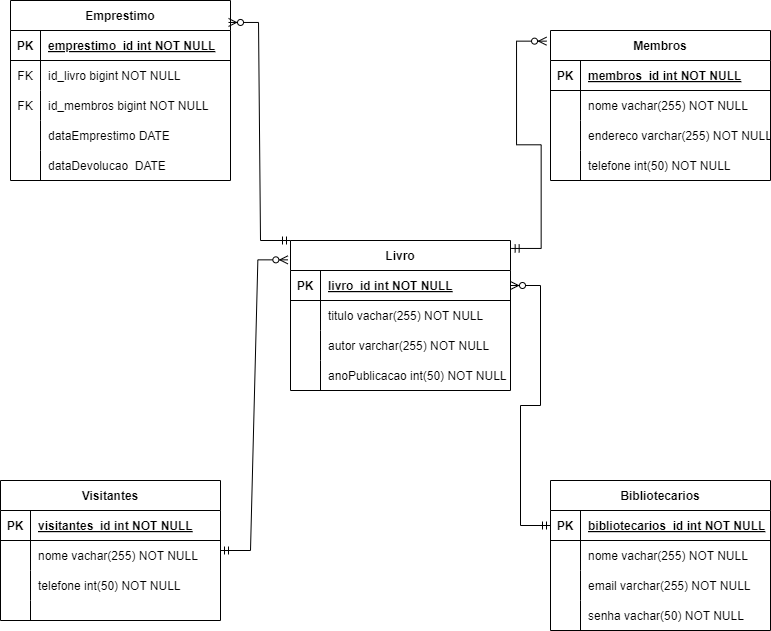 Emprestimo
PK emprestimo_id int NOT NULL
FK id_livro bigint NOT NULL
FK id_membros bigint NOT NULL
dataEmprestimo DATE
dataDevolucao DATE
Membros
PK membros_id int NOT NULL
nome vachar(255) NOT NULL
endereco varchar(255) NOT NULL
telefone int(50) NOT NULL
Livro
PK livro_id int NOT NULL
titulo vachar(255) NOT NULL
autor varchar(255) NOT NULL
anoPublicacao int(50) NOT NULL
Visitantes
PK visitantes_id int NOT NULL
nome vachar(255) NOT NULL
telefone int(50) NOT NULL
Bibliotecarios
PK bibliotecarios_id int NOT NULL
nome vachar(255) NOT NULL
email varchar(255) NOT NULL
senha vachar(50) NOT NULL